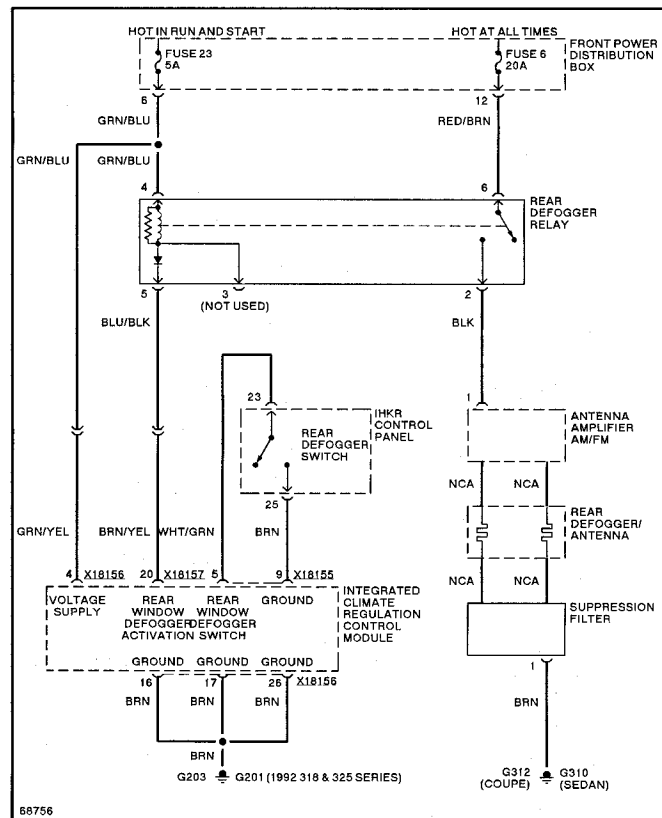 HOT IN RUN AND START
HOT AT ALL TIMES
FUSE 23
5A
FUSE 6
20A
FRONT POWER
DISTRIBUTION
BOX
6
12
GRN/BLU
RED/BRN
GRN/BLU
GRN/BLU
4
6
REAR
DEFOGGER
RELAY
5
3
2
(NOT USED)
BLU/BLK
BLK
23
1
IHKR
CONTROL
PANEL
REAR
DEFOGGER
SWITCH
ANTENNA
AMPLIFIER
AM/FM
25
NCA
NCA
REAR
DEFOGGER/
ANTENNA
GRN/YEL
BRN/YEL
WHT/GRN
BRN
NCA
NCA
4
X18156
20
X18157
5
9
X18155
VOLTAGE
SUPPLY
REAR
WINDOW
DEFOGGER
ACTIVATION
REAR
WINDOW
DEFOGGER
SWITCH
GROUND
INTEGRATED
CLIMATE
REGULATION
CONTROL
MODULE
SUPPRESSION
FILTER
GROUND
GROUND
GROUND
16
17
26
X18156
1
BRN
BRN
BRN
BRN
BRN
G203
G201 (1992 318 & 325 SERIES)
G312
(COUPE)
G310
(SEDAN)
68756